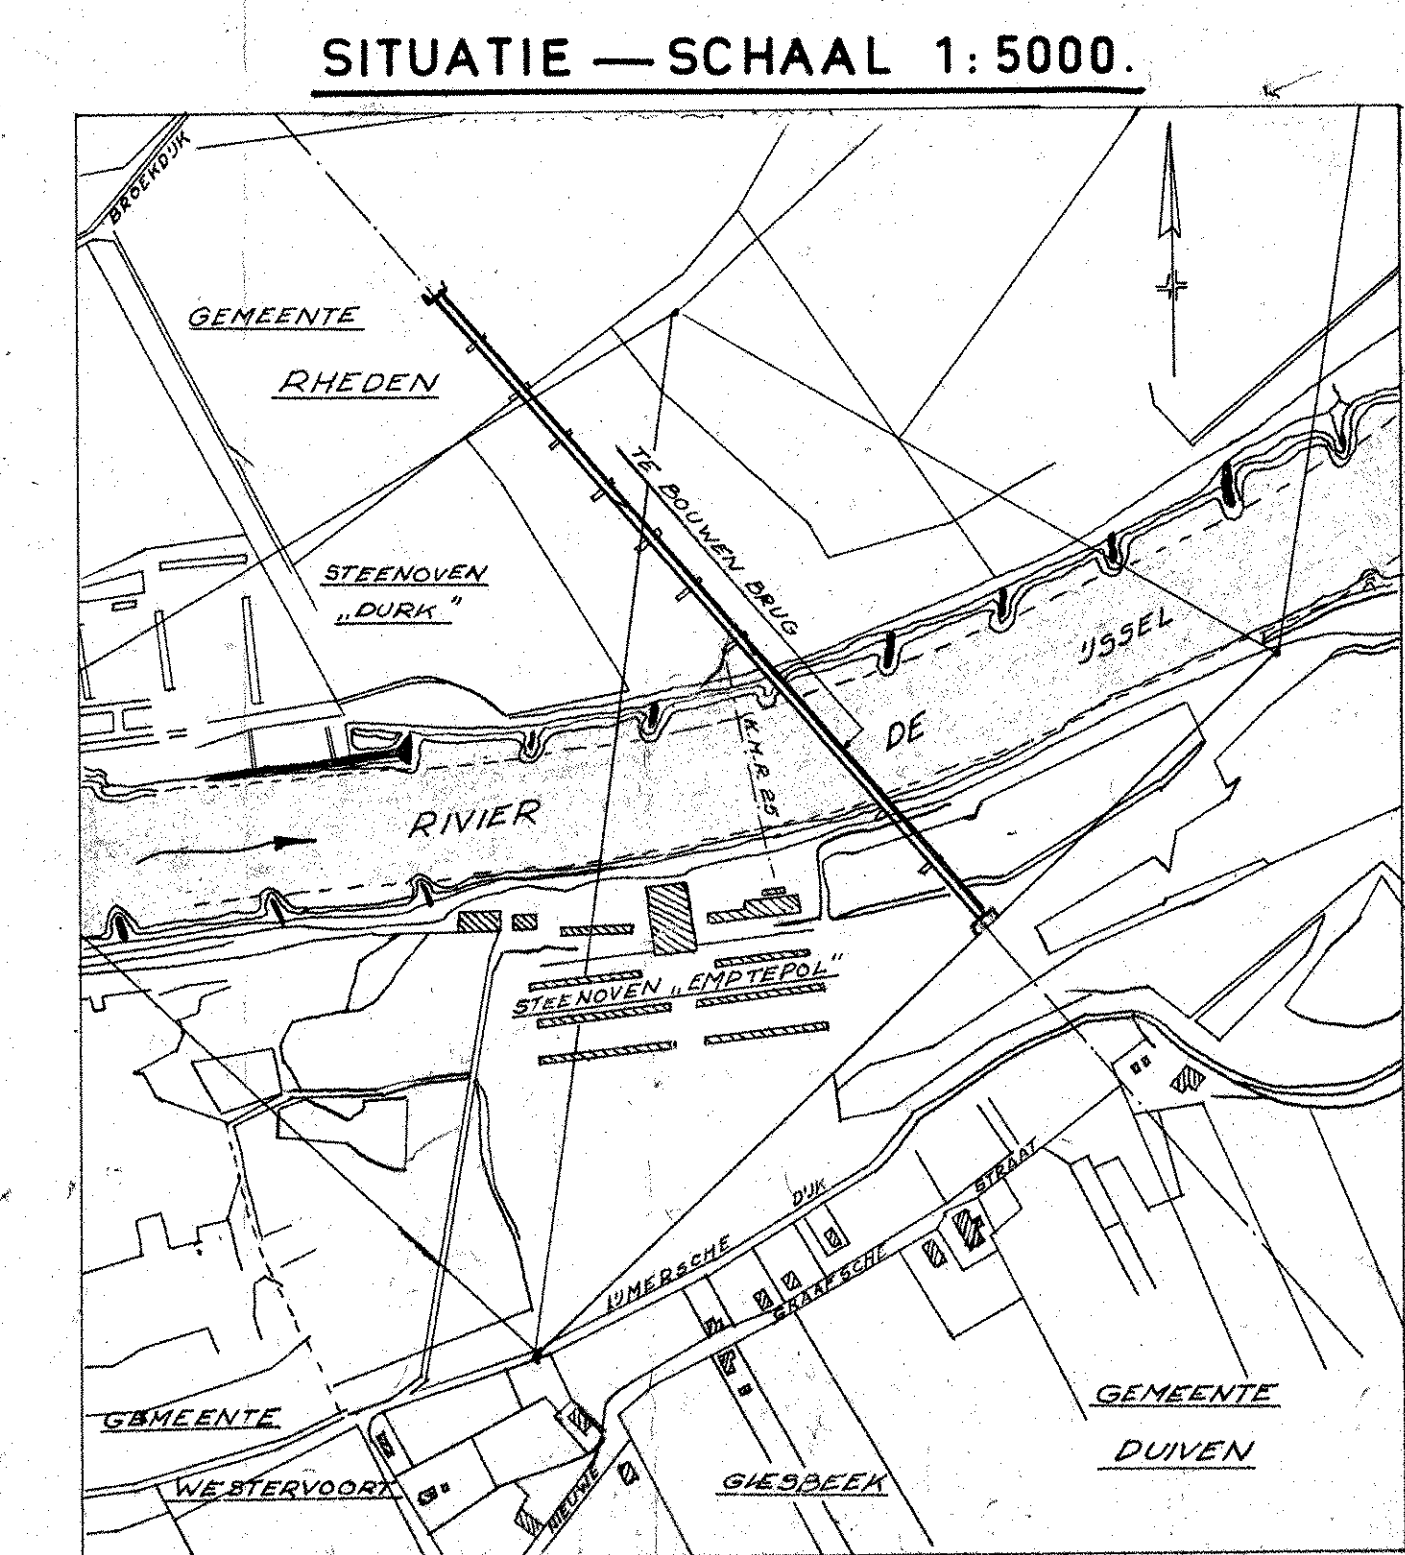 SITUATIE — SCHAAL 1:5000.
BROEKDIJK
GEMEENTE
RHEDEN
TE BOUWEN BRUG
STEENOVEN
„DURK”
IJSSEL
DE
K.M.R. 25
RIVIER
STEENOVEN „EMPTEPOL”
STRAAT
DIJK
IJMERSCHE
GRAAFSCHE
GEMEENTE
DUIVEN
GEMEENTE
WESTERVOORT
NIEUWE
GIESBEEK